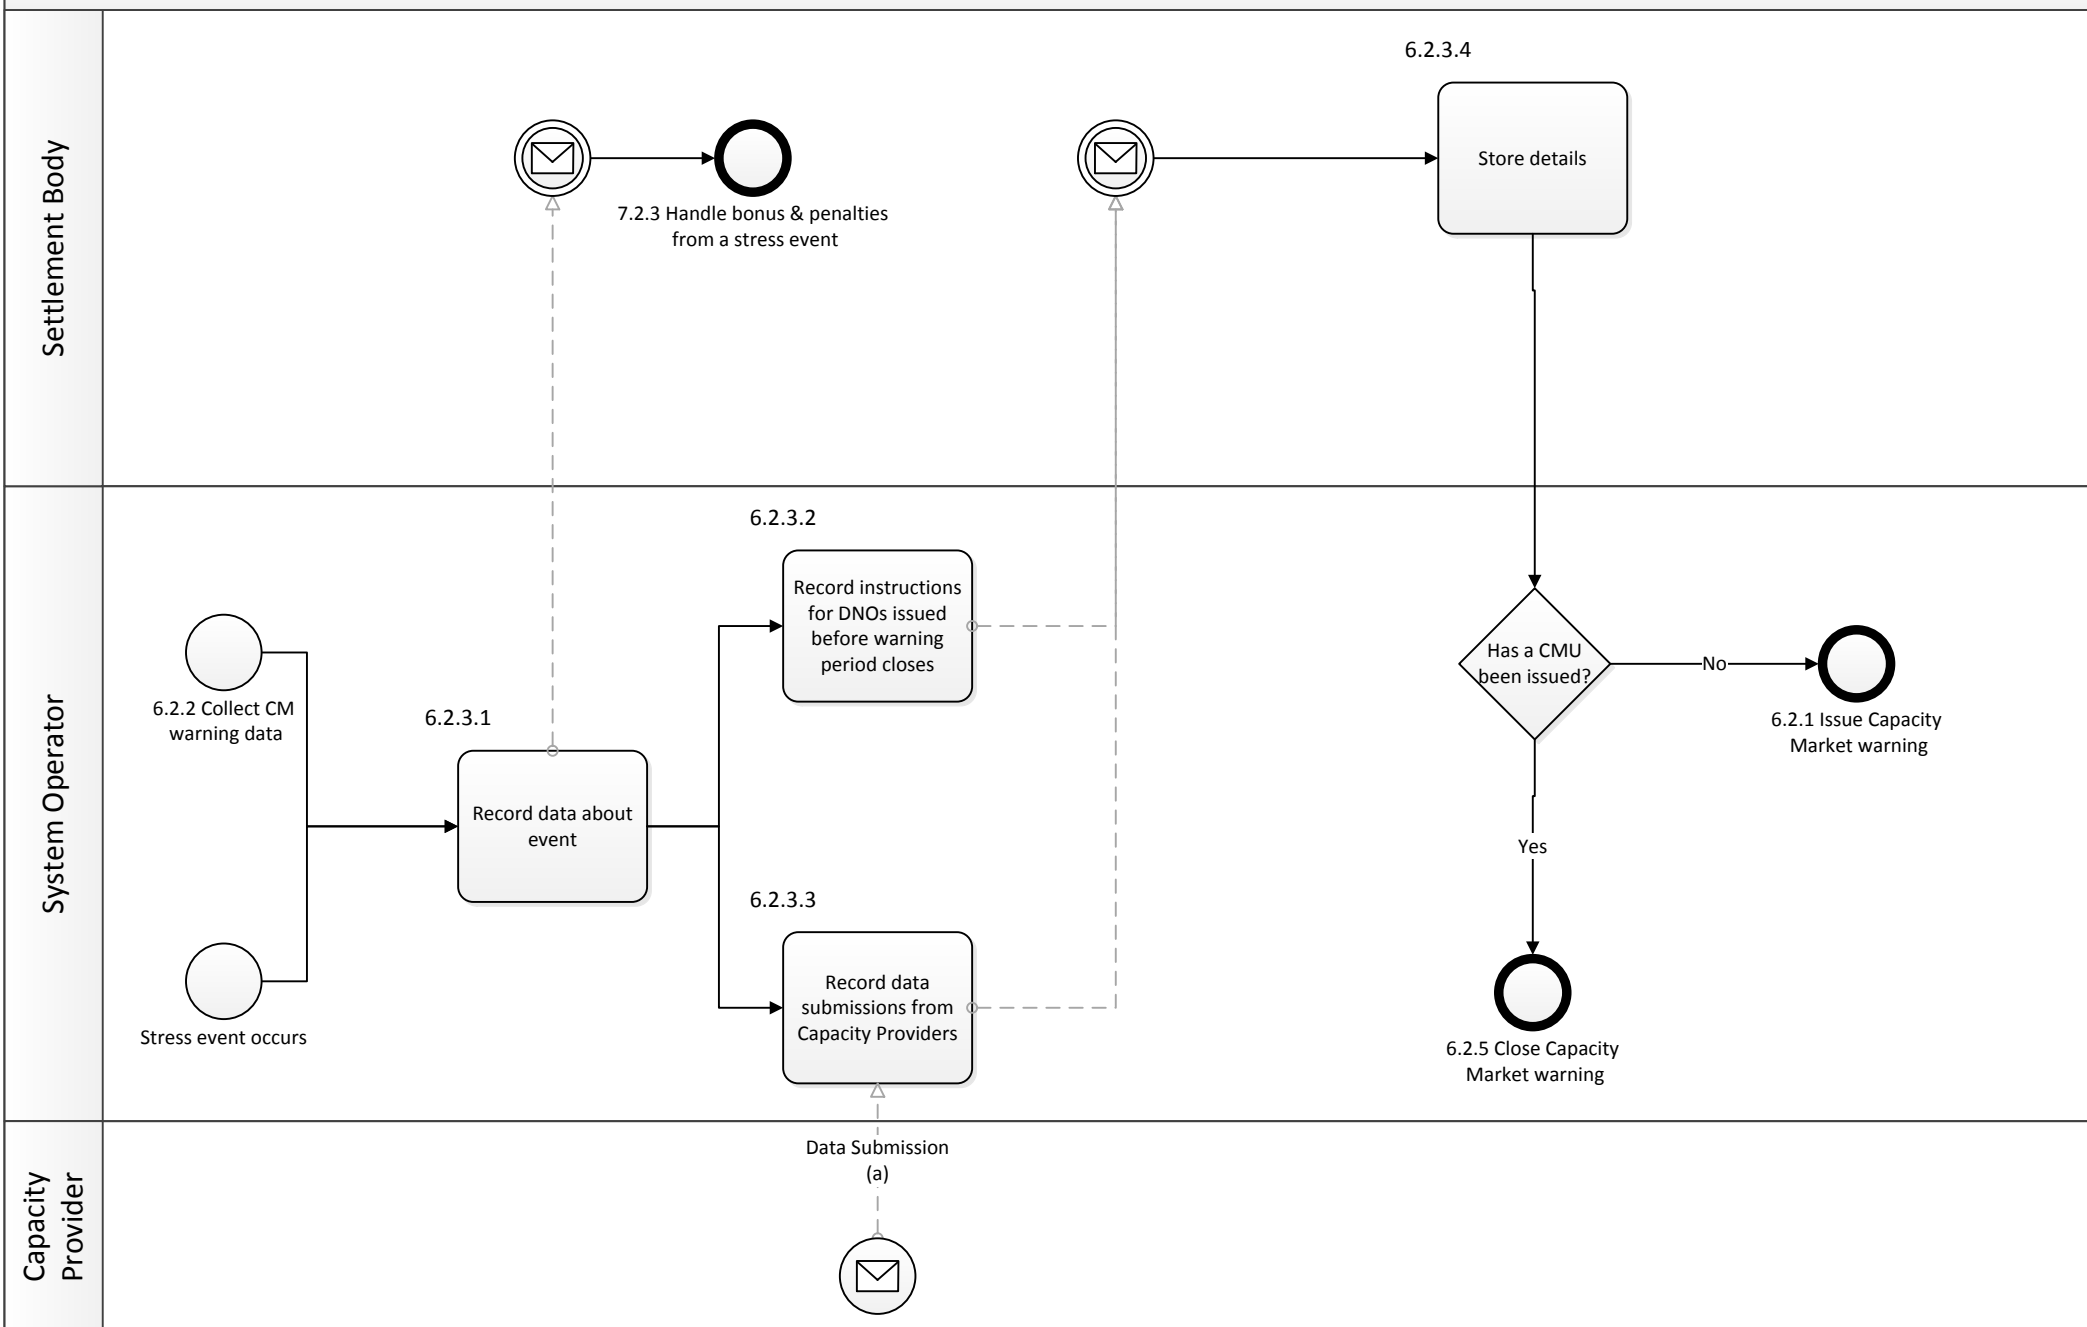 Settlement Body
6.2.3.4
Store details
7.2.3 Handle bonus & penalties
from a stress event
System Operator
6.2.3.2
Record instructions
for DNOs issued
before warning
period closes
6.2.2 Collect CM
warning data
6.2.3.1
Record data about
event
Has a CMU
been issued?
No
6.2.1 Issue Capacity
Market warning
Yes
6.2.3.3
Record data
submissions from
Capacity Providers
Stress event occurs
6.2.5 Close Capacity
Market warning
Capacity
Provider
Data Submission
(a)